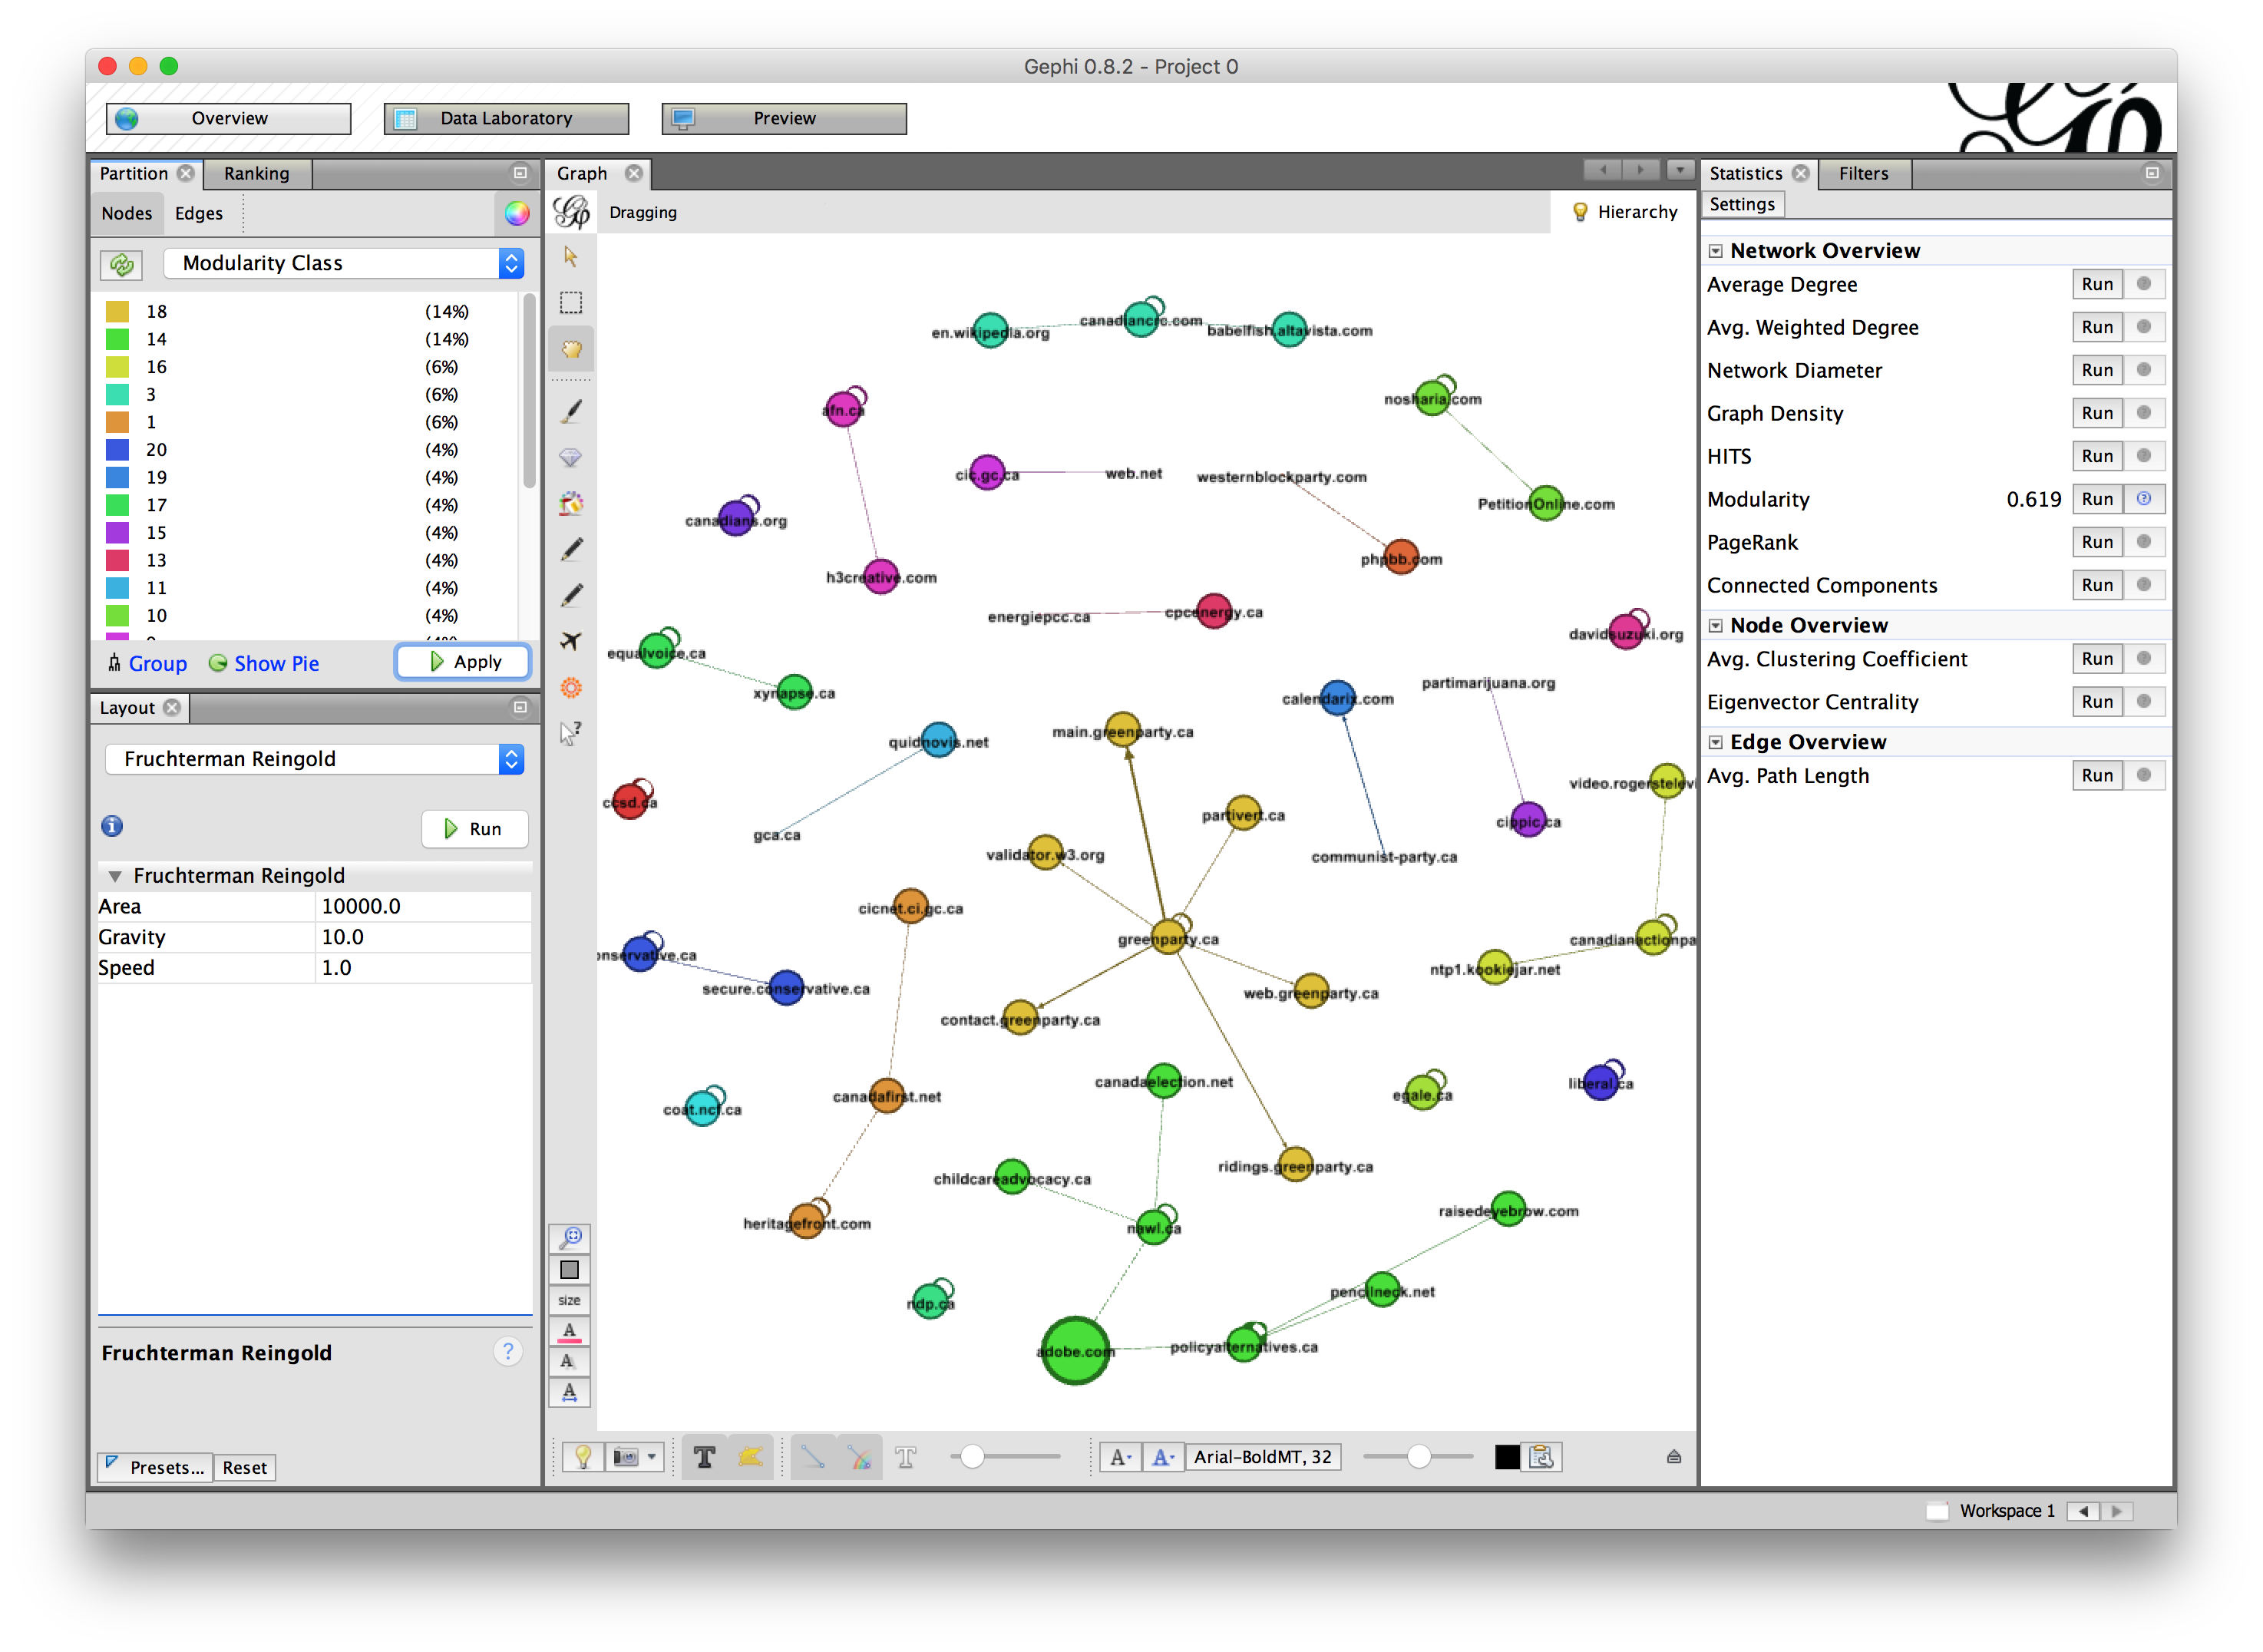 Gephi 0.8.2 - Project 0
Overview
Data Laboratory
Preview
Partition
Ranking
Nodes
Edges
Modularity Class
18 (14%)
14 (14%)
16 (6%)
3 (6%)
1 (6%)
20 (4%)
19 (4%)
17 (4%)
15 (4%)
13 (4%)
11 (4%)
10 (4%)
Group
Show Pie
Apply
Layout
Fruchterman Reingold
Run
Fruchterman Reingold
Area 10000.0
Gravity 10.0
Speed 1.0
Fruchterman Reingold
?
Presets...
Reset
Graph
Dragging
Hierarchy
en.wikipedia.org
canadiancrc.com
babelfish.altavista.com
afn.ca
nosharia.com
cic.gc.ca
web.net
westernblockparty.com
PetitionOnline.com
canadians.org
phpbb.com
h3creative.com
energiepcc.ca
cpcenergy.ca
davidsuzuki.org
equalvoice.ca
xynapse.ca
calendarix.com
partimarijuana.org
main.greenparty.ca
quidnovis.net
video.rogerstelevi
ccsd.ca
partivert.ca
cippic.ca
gca.ca
validator.w3.org
communist-party.ca
cicnet.ci.gc.ca
greenparty.ca
canadianactionpa
onservative.ca
ntp1.kookiejar.net
secure.conservative.ca
web.greenparty.ca
contact.greenparty.ca
canadaelection.net
liberal.ca
coat.ncf.ca
canadafirst.net
egale.ca
ridings.greenparty.ca
childcareadvocacy.ca
raisedeyebrow.com
heritagefront.com
nawl.ca
pencilneck.net
ndp.ca
policyalternatives.ca
adobe.com
size
A
A
A
T
T
A
A
Arial-BoldMT, 32
Statistics
Filters
Settings
Network Overview
Average Degree Run
Avg. Weighted Degree Run
Network Diameter Run
Graph Density Run
HITS Run
Modularity 0.619 Run
PageRank Run
Connected Components Run
Node Overview
Avg. Clustering Coefficient Run
Eigenvector Centrality Run
Edge Overview
Avg. Path Length Run
Workspace 1